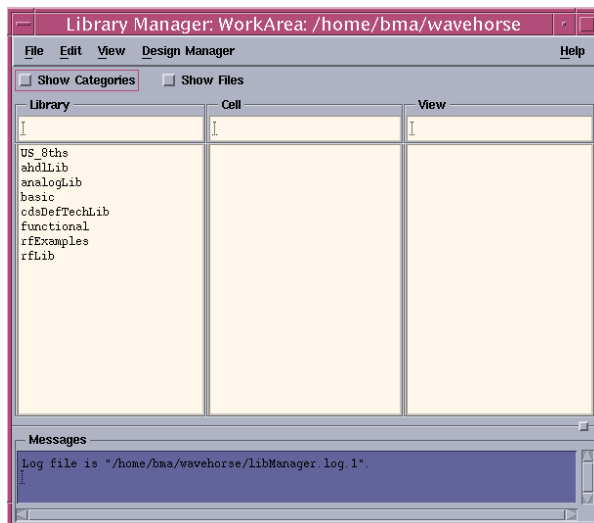 Library Manager: WorkArea: /home/bma/wavehorse
File Edit View Design Manager Help
Show Categories Show Files
Library Cell View
US_8ths
ahdlLib
analogLib
basic
cdsDefTechLib
functional
rfExamples
rfLib
Messages
Log file is "/home/bma/wavehorse/libManager.log.1".